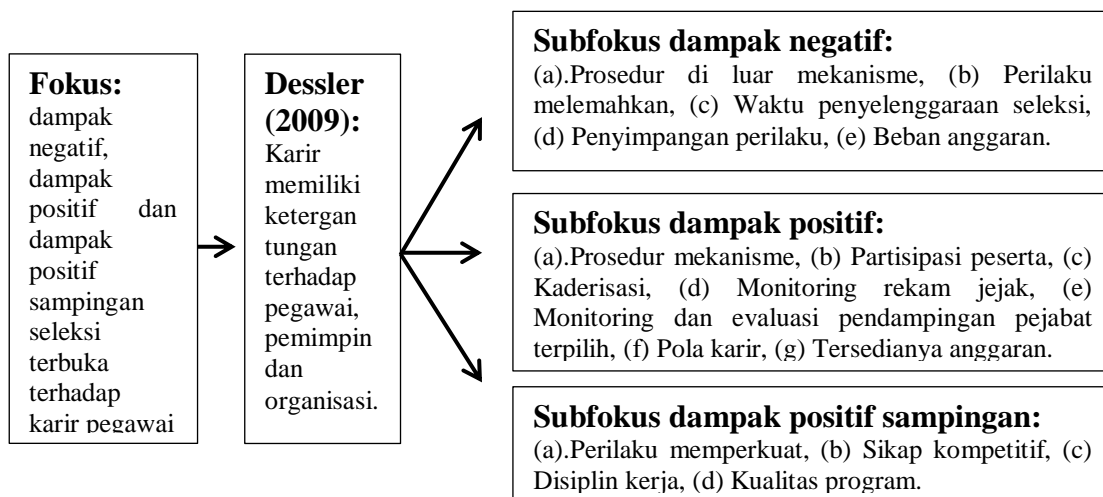 Fokus:
dampak
negatif,
dampak
positif dan
dampak
positif
sampingan
seleksi
terbuka
terhadap
karir pegawai
Dessler
(2009):
Karir
memiliki
ketergan
tungan
terhadap
pegawai,
pemimpin
dan
organisasi.
Subfokus dampak negatif:
(a).Prosedur di luar mekanisme, (b) Perilaku
melemahkan, (c) Waktu penyelenggaraan seleksi,
(d) Penyimpangan perilaku, (e) Beban anggaran.
Subfokus dampak positif:
(a).Prosedur mekanisme, (b) Partisipasi peserta, (c)
Kaderisasi, (d) Monitoring rekam jejak, (e)
Monitoring dan evaluasi pendampingan pejabat
terpilih, (f) Pola karir, (g) Tersedianya anggaran.
Subfokus dampak positif sampingan:
(a).Perilaku memperkuat, (b) Sikap kompetitif, (c)
Disiplin kerja, (d) Kualitas program.